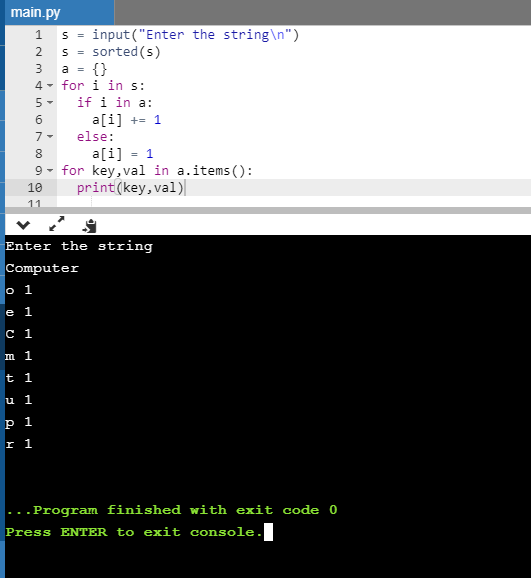 main.py
1 s = input("Enter the string\n")
2 s = sorted(s)
3 a = {}
4 for i in s:
5 if i in a:
6 a[i] += 1
7 else:
8 a[i] = 1
9 for key,val in a.items():
10 print(key,val)
11
Enter the string
Computer
o 1
e 1
C 1
m 1
t 1
u 1
p 1
r 1
...Program finished with exit code 0
Press ENTER to exit console.